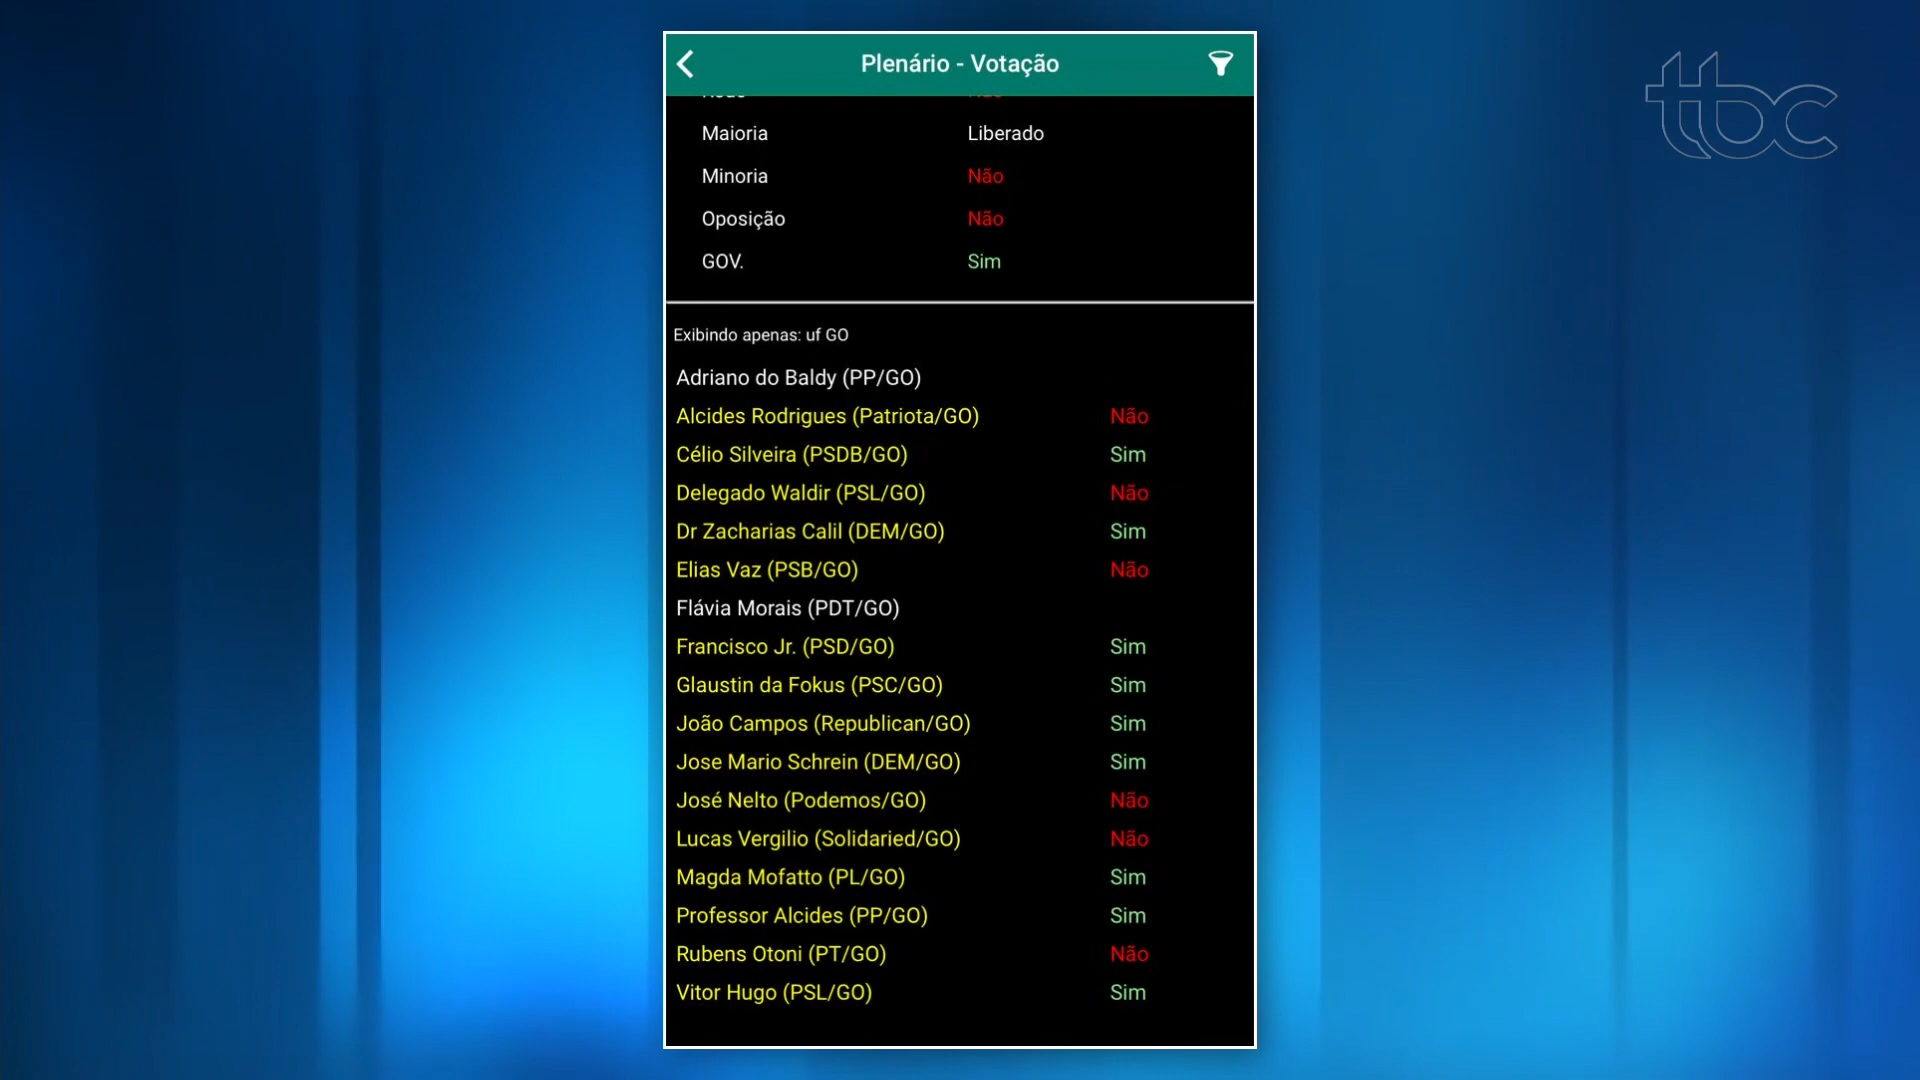 Plenário - Votação
tbc
Maioria Liberado
Minoria Não
Oposição Não
GOV. Sim
Exibindo apenas: uf GO
Adriano do Baldy (PP/GO)
Alcides Rodrigues (Patriota/GO) Não
Célio Silveira (PSDB/GO) Sim
Delegado Waldir (PSL/GO) Não
Dr Zacharias Calil (DEM/GO) Sim
Elias Vaz (PSB/GO) Não
Flávia Morais (PDT/GO)
Francisco Jr. (PSD/GO) Sim
Glaustin da Fokus (PSC/GO) Sim
João Campos (Republican/GO) Sim
Jose Mario Schrein (DEM/GO) Sim
José Nelto (Podemos/GO) Não
Lucas Vergilio (Solidaried/GO) Não
Magda Mofatto (PL/GO) Sim
Professor Alcides (PP/GO) Sim
Rubens Otoni (PT/GO) Não
Vitor Hugo (PSL/GO) Sim